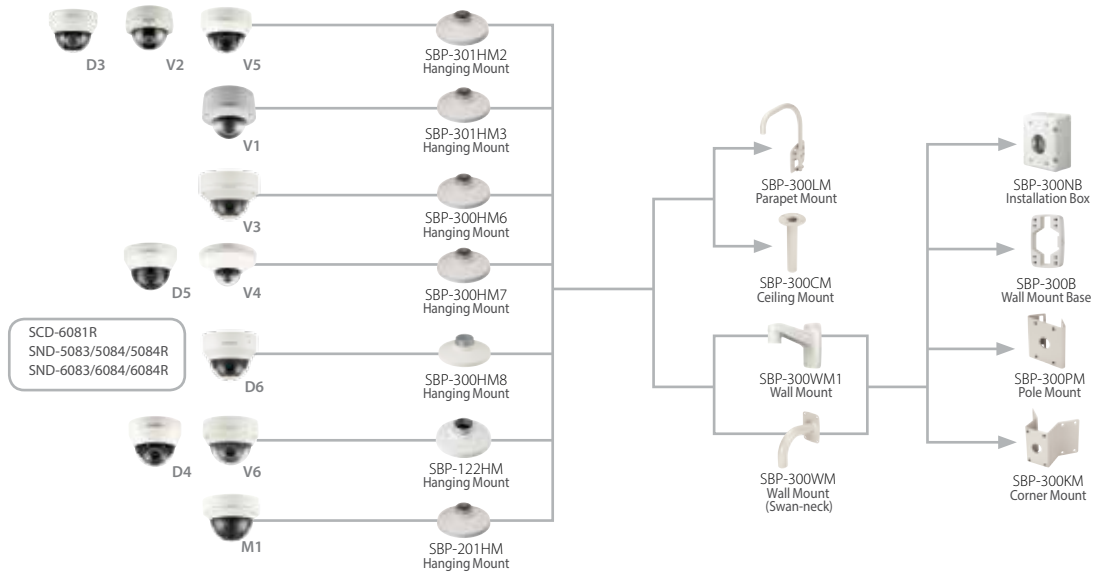 D3
V2
V5
SBP-301HM2
Hanging Mount
V1
SBP-301HM3
Hanging Mount
V3
SBP-300HM6
Hanging Mount
D5
V4
SBP-300HM7
Hanging Mount
SCD-6081R
SND-5083/5084/5084R
SND-6083/6084/6084R
D6
SBP-300HM8
Hanging Mount
D4
V6
SBP-122HM
Hanging Mount
M1
SBP-201HM
Hanging Mount
SBP-300LM
Parapet Mount
SBP-300CM
Ceiling Mount
SBP-300WM1
Wall Mount
SBP-300WM
Wall Mount
(Swan-neck)
SBP-300NB
Installation Box
SBP-300B
Wall Mount Base
SBP-300PM
Pole Mount
SBP-300KM
Corner Mount